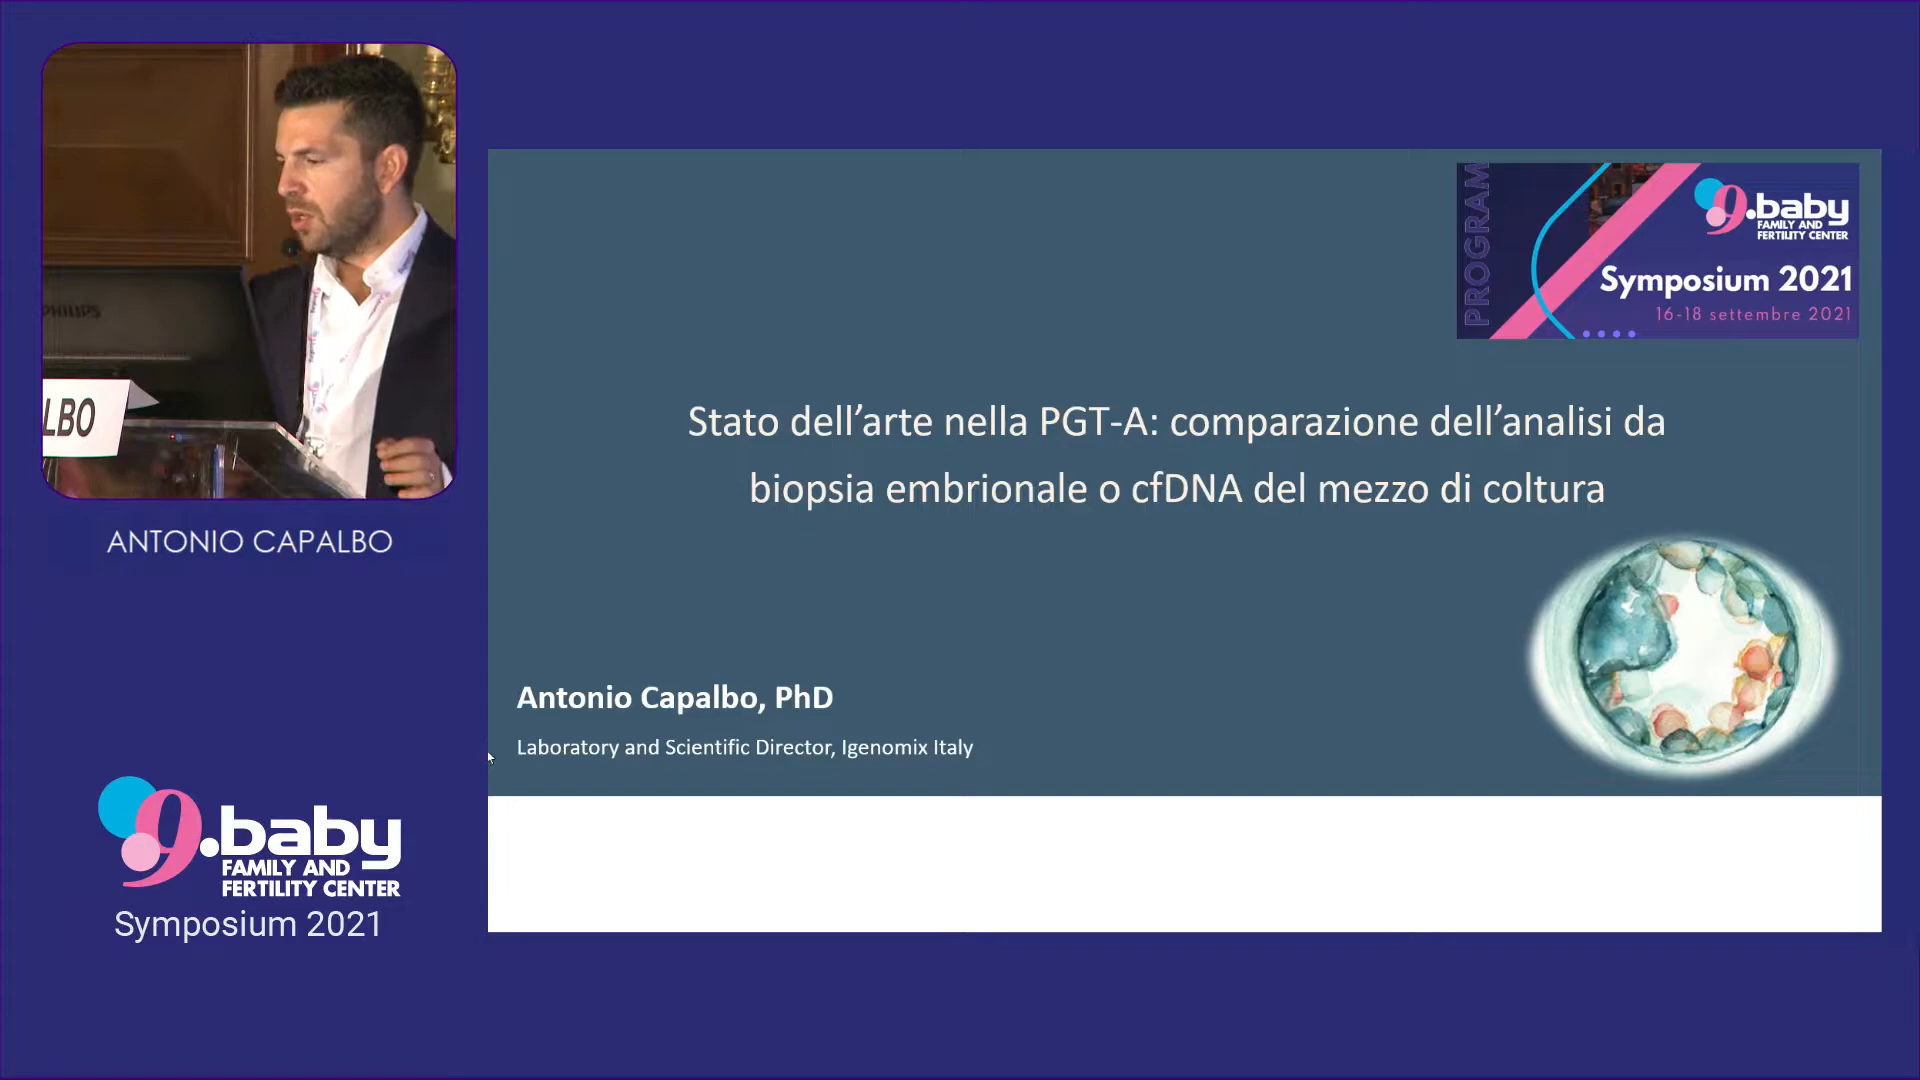 PHILIPS
LBO
ANTONIO CAPALBO
9.baby
FAMILY AND
FERTILITY CENTER
Symposium 2021
PROGRAM
9.baby
FAMILY AND
FERTILITY CENTER
Symposium 2021
16-18 settembre 2021
Stato dell’arte nella PGT-A: comparazione dell’analisi da
biopsia embrionale o cfDNA del mezzo di coltura
Antonio Capalbo, PhD
Laboratory and Scientific Director, Igenomix Italy